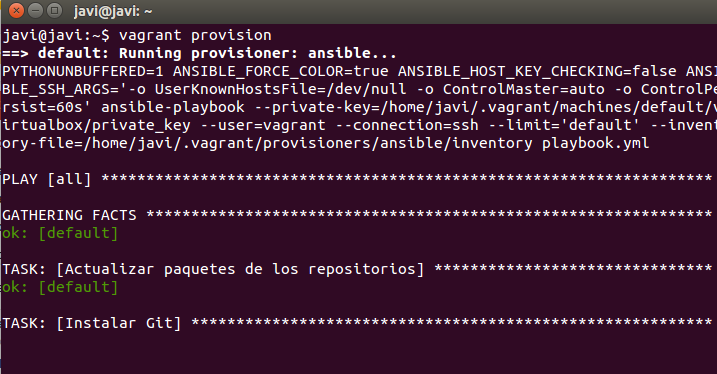 javi@javi: ~
javi@javi:~$ vagrant provision
==> default: Running provisioner: ansible...
PYTHONUNBUFFERED=1 ANSIBLE_FORCE_COLOR=true ANSIBLE_HOST_KEY_CHECKING=false ANSI
BLE_SSH_ARGS='-o UserKnownHostsFile=/dev/null -o ControlMaster=auto -o ControlPe
rsist=60s' ansible-playbook --private-key=/home/javi/.vagrant/machines/default/v
irtualbox/private_key --user=vagrant --connection=ssh --limit='default' --invent
ory-file=/home/javi/.vagrant/provisioners/ansible/inventory playbook.yml
PLAY [all] ********************************************************************
GATHERING FACTS ***************************************************************
ok: [default]
TASK: [Actualizar paquetes de los repositorios] *******************************
ok: [default]
TASK: [Instalar Git] **********************************************************